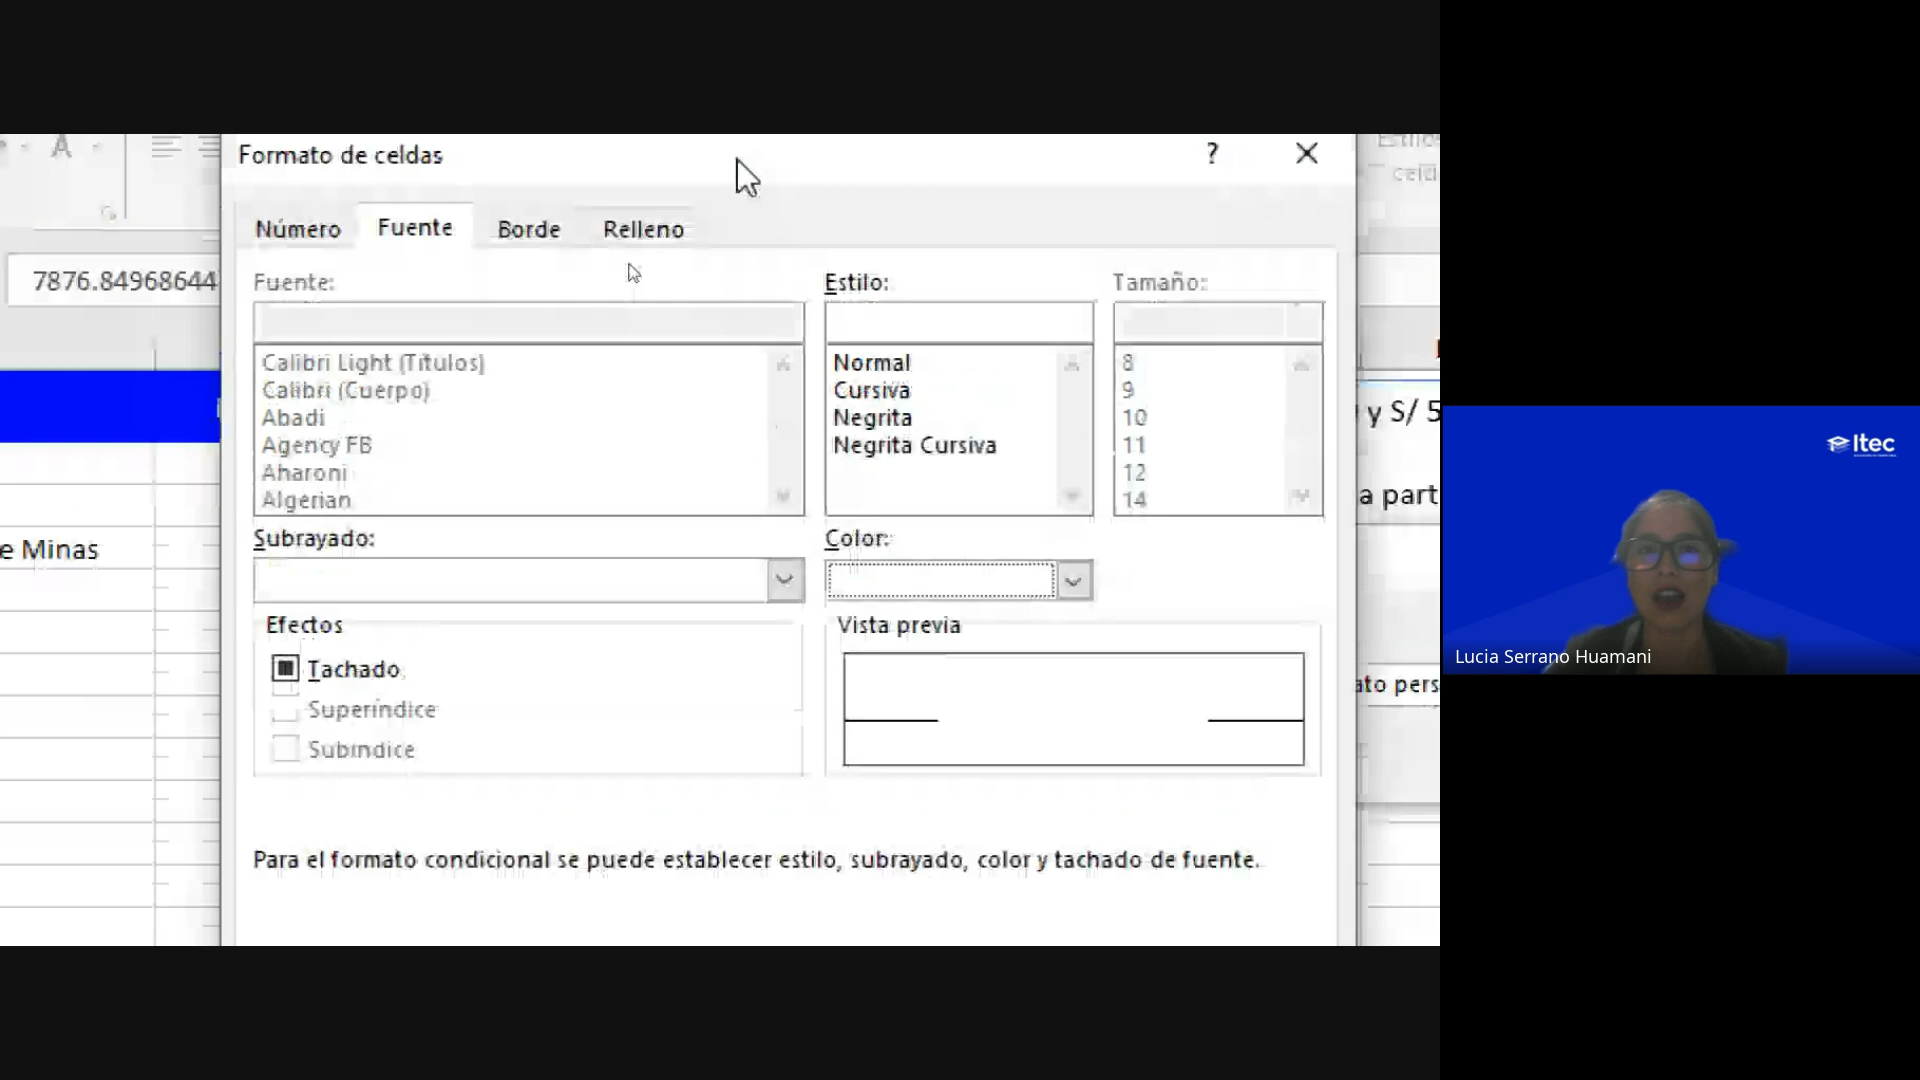 Estilos
Formato de celdas
?
celd
Número Fuente Borde Relleno
7876.84968644
Fuente: Estilo: Tamaño:
Calibri Light (Títulos) Normal 8
Calibri (Cuerpo) Cursiva 9
Abadi Negrita 10
Agency FB Negrita Cursiva 11
Aharoni 12
Algerian 14
y S/ 5
a part
Itec
Subrayado: Color:
e Minas
Efectos Vista previa
Tachado
Superíndice
Subíndice
ato pers
Lucia Serrano Huamani
Para el formato condicional se puede establecer estilo, subrayado, color y tachado de fuente.